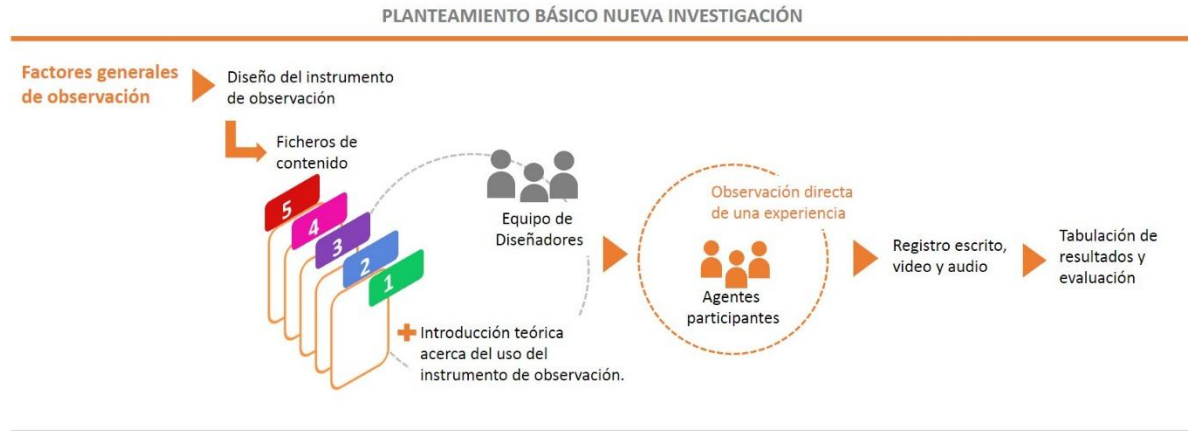 PLANTEAMIENTO BÁSICO NUEVA INVESTIGACIÓN
Factores generales
de observación
Diseño del instrumento
de observación
Ficheros de
contenido
5
4
3
2
1
Introducción teórica
acerca del uso del
instrumento de observación.
Equipo de
Diseñadores
Observación directa
de una experiencia
Agentes
participantes
Registro escrito,
video y audio
Tabulación de
resultados y
evaluación